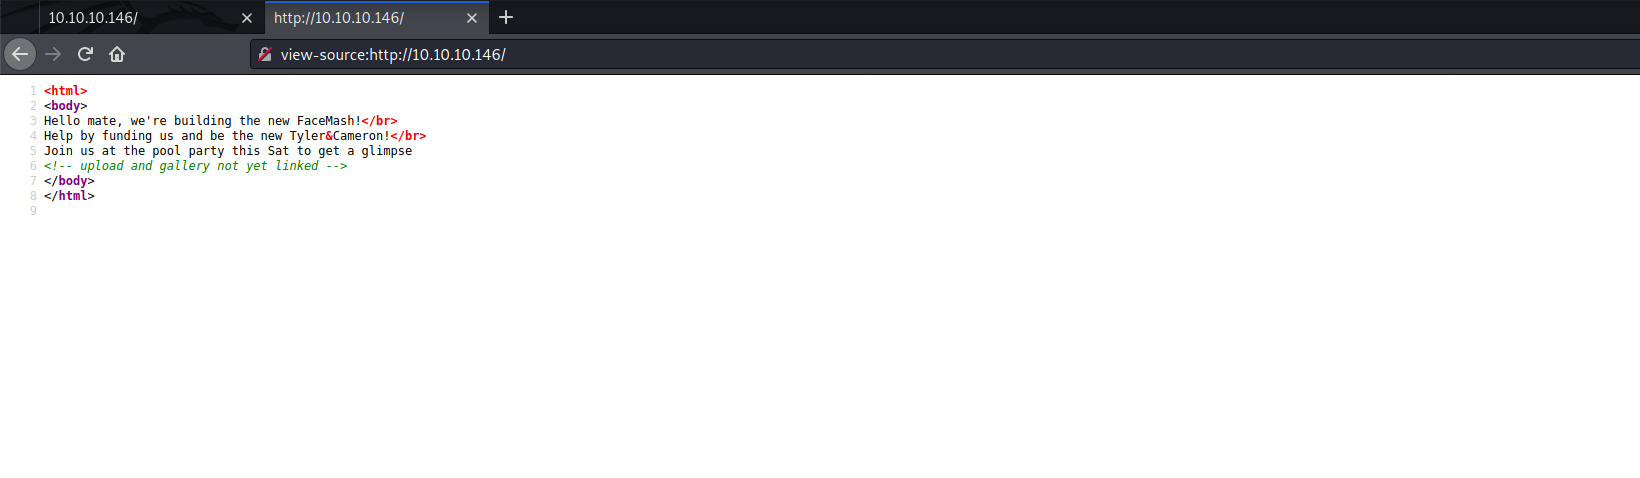 10.10.10.146/
http://10.10.10.146/
view-source:http://10.10.10.146/
1 <html>
2 <body>
3 Hello mate, we're building the new FaceMash!</br>
4 Help by funding us and be the new Tyler&Cameron!</br>
5 Join us at the pool party this Sat to get a glimpse
6 <!-- upload and gallery not yet linked -->
7 </body>
8 </html>
9